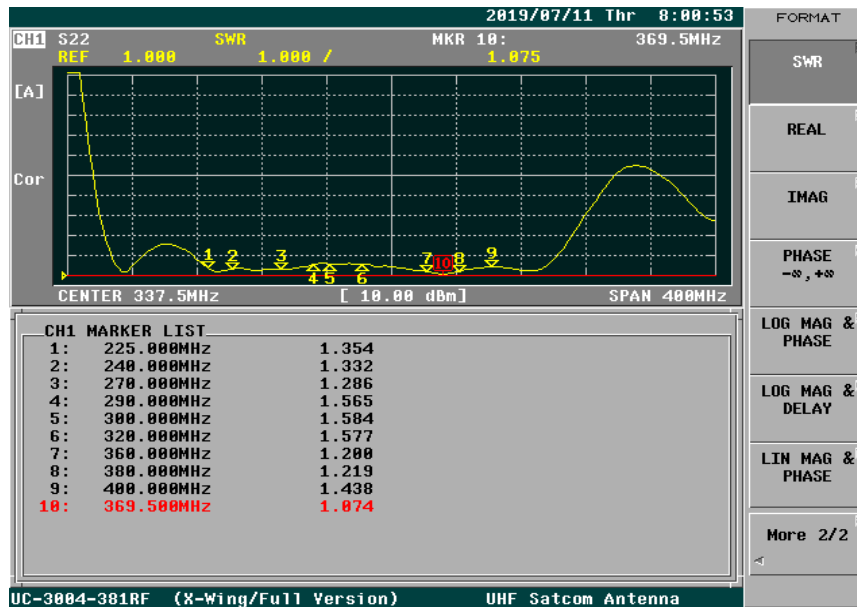 2019/07/11 Thr 8:00:53
FORMAT
CH1 S22 SWR MKR 10: 369.5MHz
REF 1.000 1.000 / 1.075
SWR
[A]
REAL
Cor
IMAG
1 2 3 7 10 8 9
4 5 6
PHASE
-∞,+∞
CENTER 337.5MHz [ 10.00 dBm] SPAN 400MHz
CH1 MARKER LIST
1: 225.000MHz 1.354
2: 240.000MHz 1.332
3: 270.000MHz 1.286
4: 290.000MHz 1.565
5: 300.000MHz 1.584
6: 320.000MHz 1.577
7: 360.000MHz 1.200
8: 380.000MHz 1.219
9: 400.000MHz 1.438
10: 369.500MHz 1.074
LOG MAG &
PHASE
LOG MAG &
DELAY
LIN MAG &
PHASE
More 2/2
UC-3004-381RF (X-Wing/Full Version) UHF Satcom Antenna